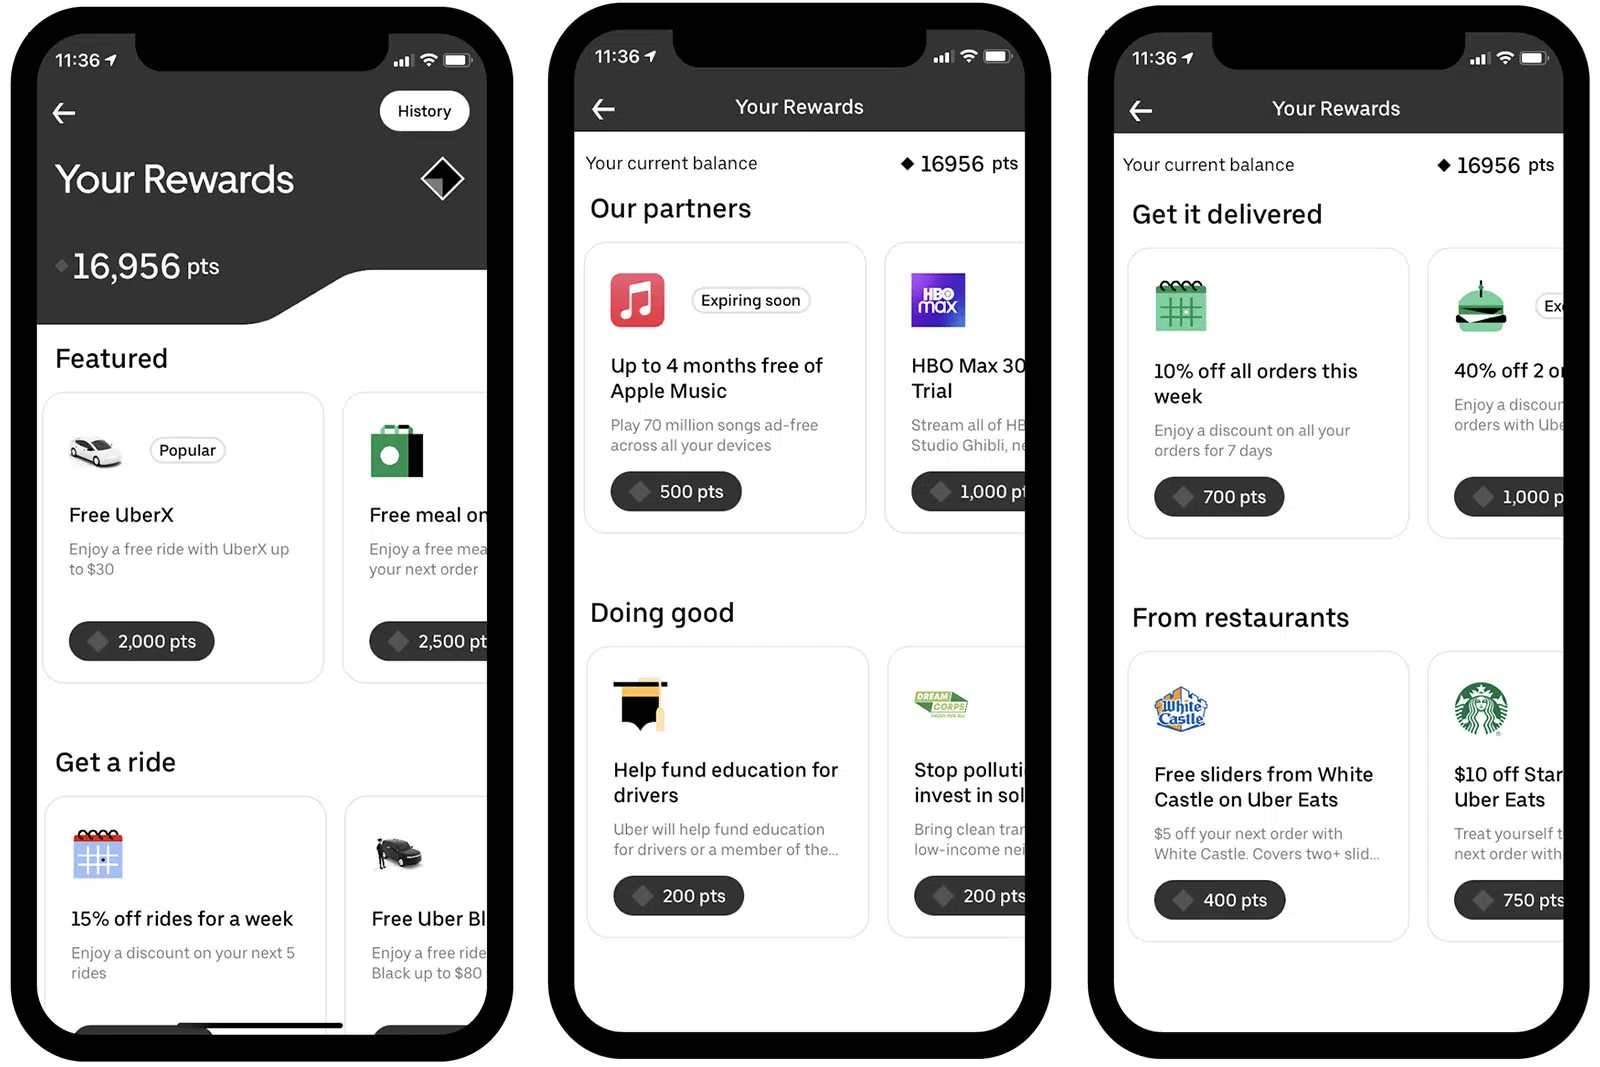 11:36
History
Your Rewards
16,956 pts
Featured
Popular
Free UberX
Enjoy a free ride with UberX up
to $30
2,000 pts
Free meal on
Enjoy a free mea
your next order
2,500 pt
Get a ride
15% off rides for a week
Enjoy a discount on your next 5
rides
Free Uber Bl
Enjoy a free ride
Black up to $80
11:36
Your Rewards
Your current balance
16956 pts
Our partners
Expiring soon
Up to 4 months free of
Apple Music
Play 70 million songs ad-free
across all your devices
500 pts
HBO
max
HBO Max 30
Trial
Stream all of HB
Studio Ghibli, ne
1,000 pt
Doing good
Help fund education for
drivers
Uber will help fund education
for drivers or a member of the...
200 pts
DREAM
CORPS
GREEN FOR ALL
Stop polluti
invest in sol
Bring clean tran
low-income nei
200 pts
11:36
Your Rewards
Your current balance
16956 pts
Get it delivered
10% off all orders this
week
Enjoy a discount on all your
orders for 7 days
700 pts
Exc
40% off 2 or
Enjoy a discour
orders with Ube
1,000 p
From restaurants
White
Castle
Free sliders from White
Castle on Uber Eats
$5 off your next order with
White Castle. Covers two+ slid...
400 pts
$10 off Star
Uber Eats
Treat yourself t
next order with
750 pts